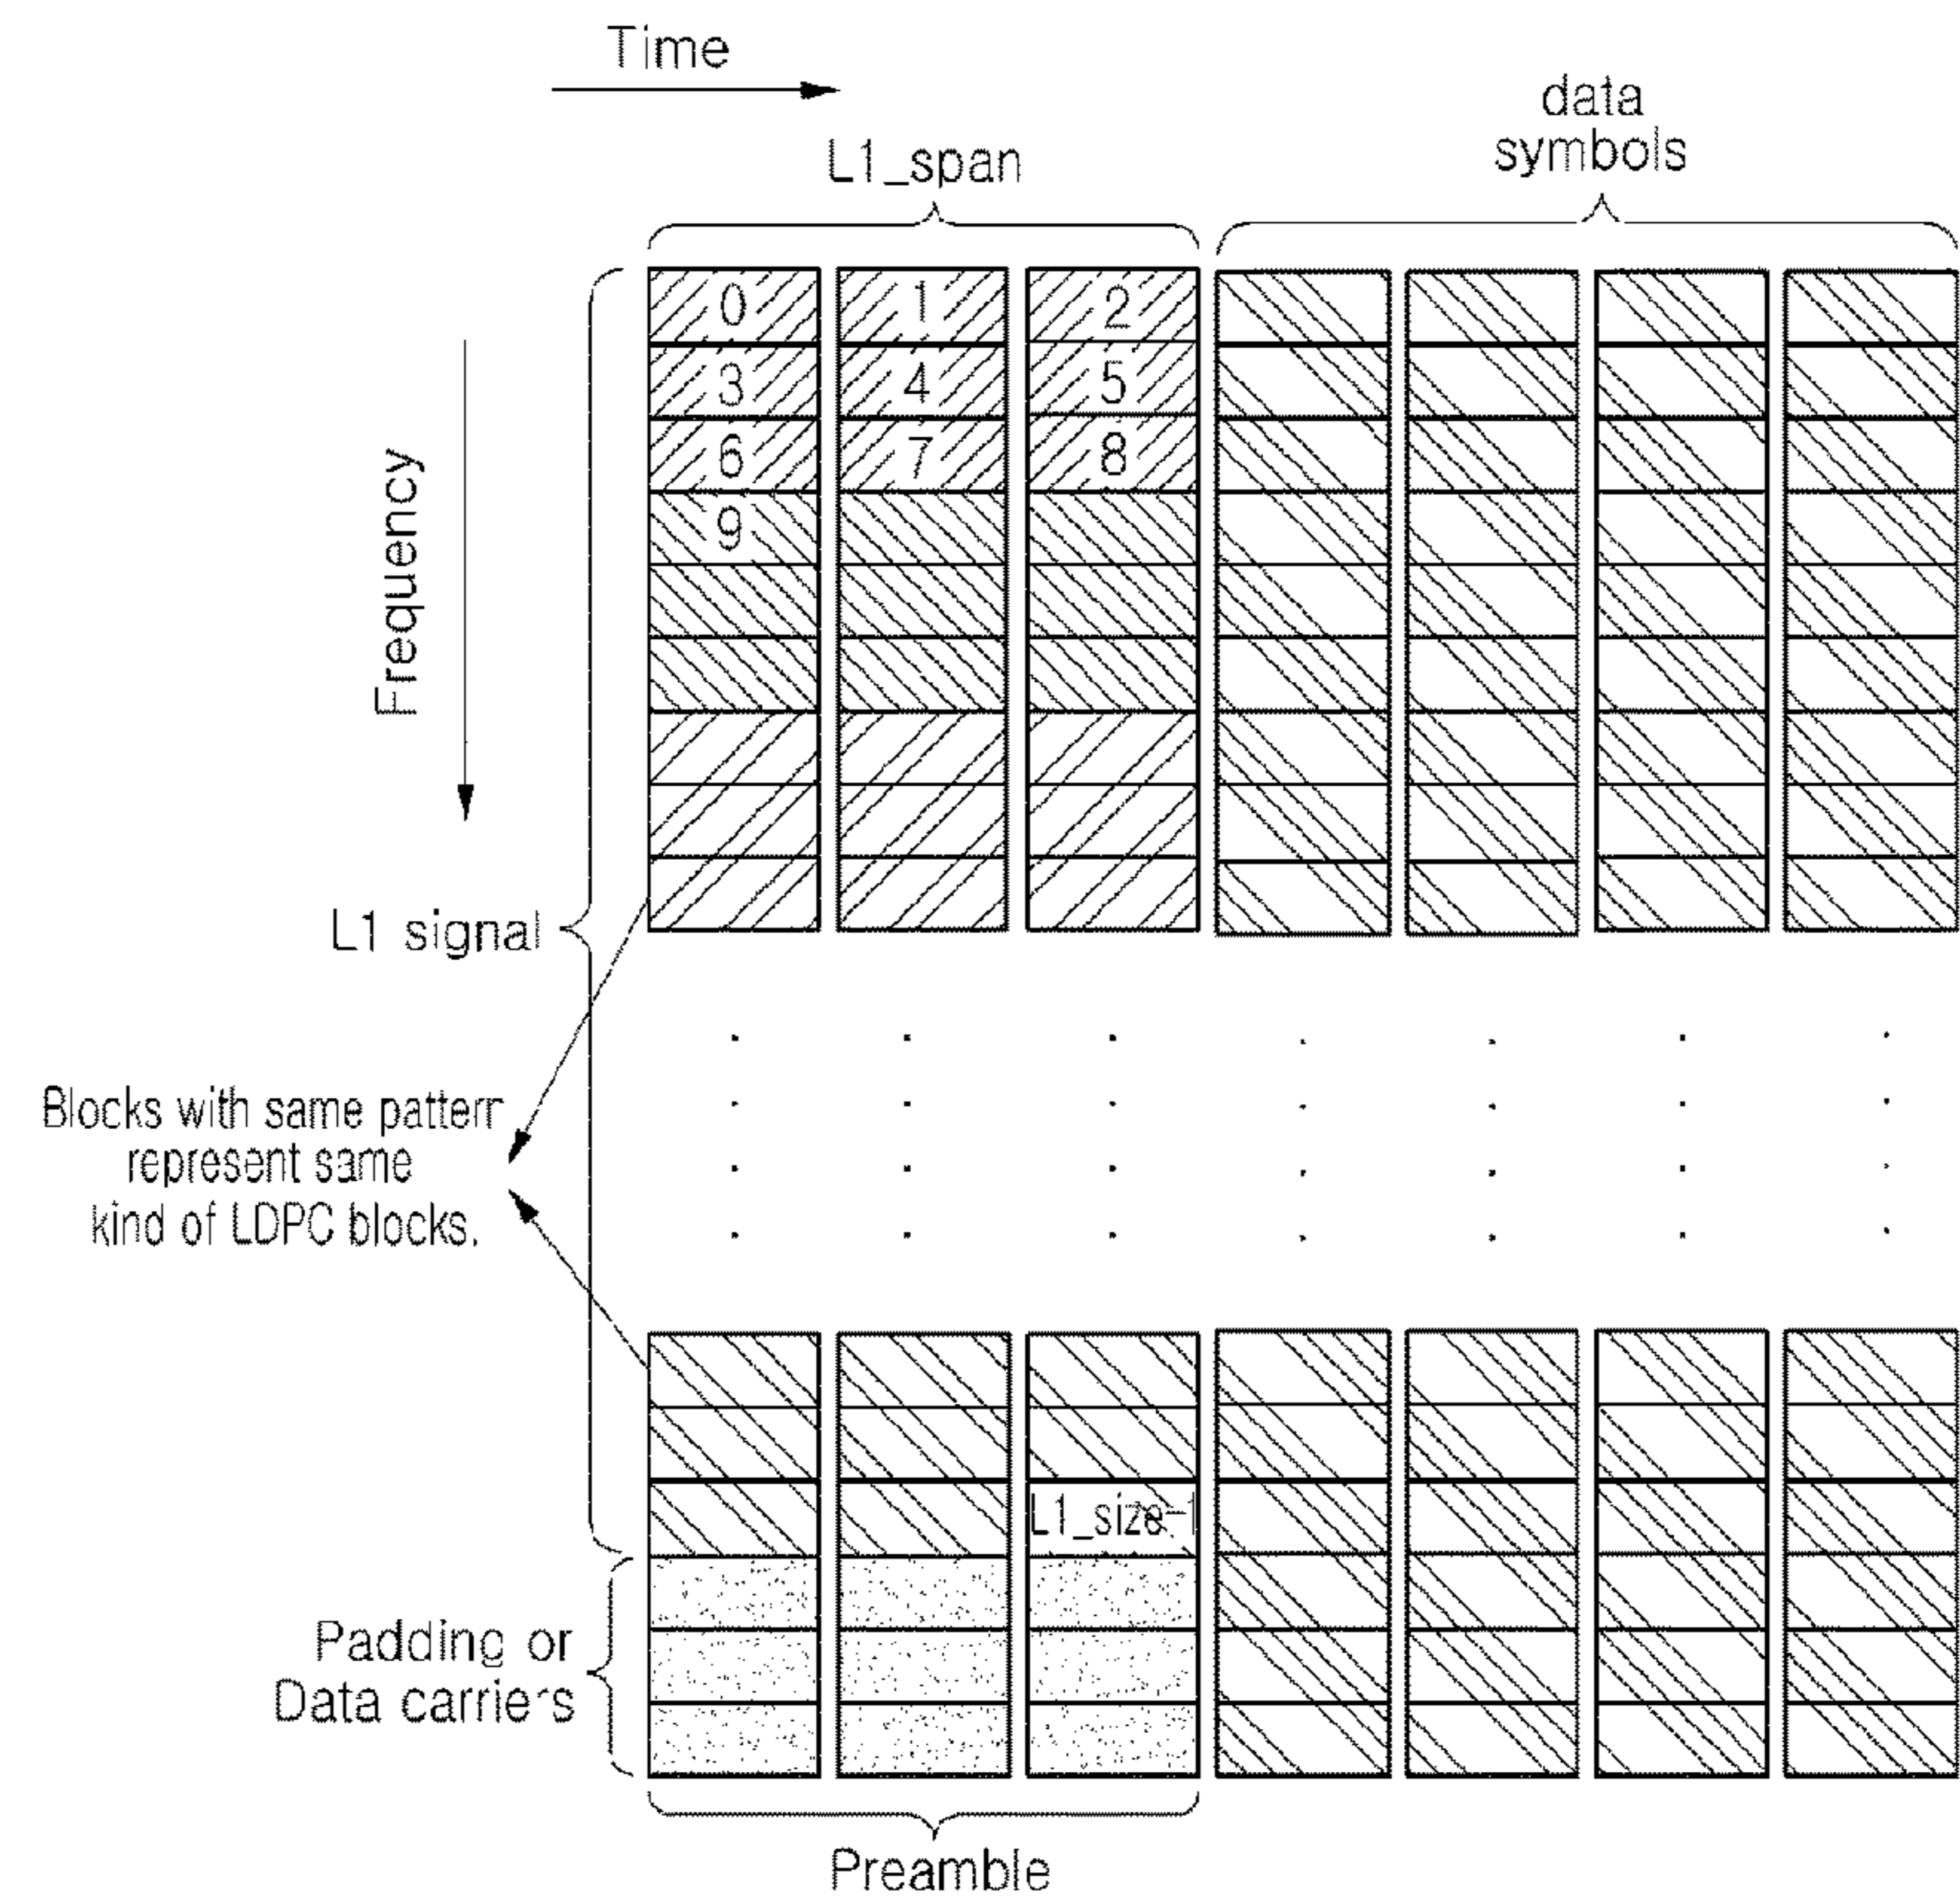 Time
data
symbols
L1_span
0 1 2
3 4 5
6 7 8
9
Frequency
L1 signal
Blocks with same pattern
represent same
kind of LDPC blocks.
L1_size-1
Padding or
Data carriers
Preamble